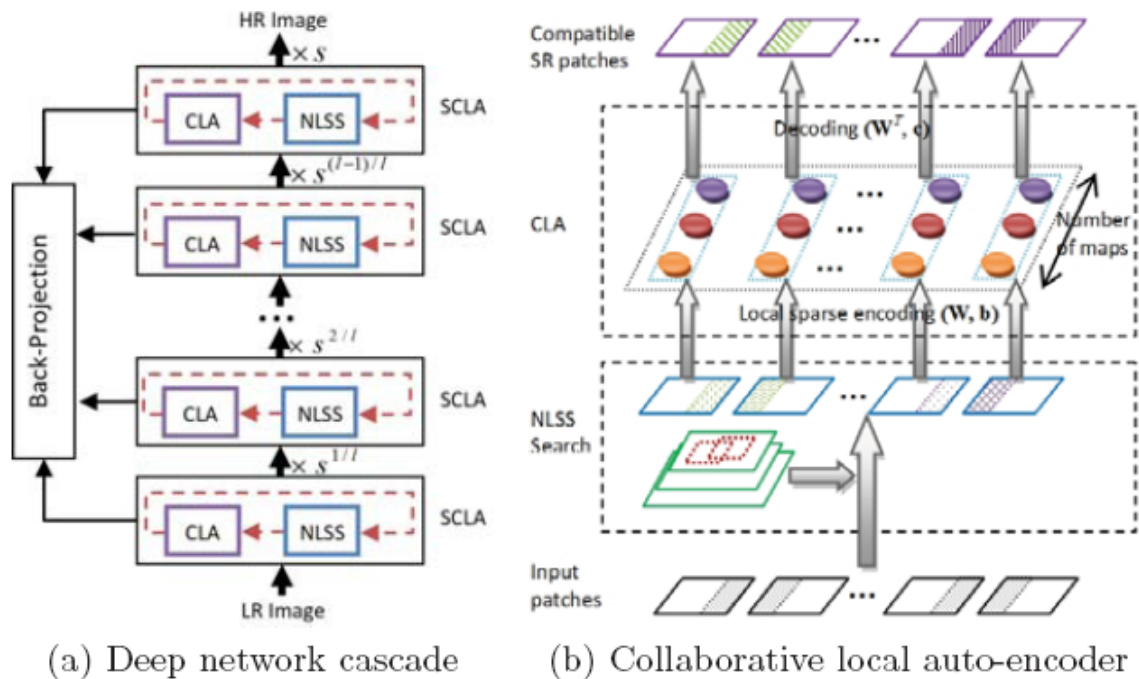 HR Image
× s
CLA
NLSS
SCLA
× s^(l−1)/l
CLA
NLSS
SCLA
Back-Projection
...
× s^2/l
CLA
NLSS
SCLA
× s^1/l
CLA
NLSS
SCLA
LR Image
(a) Deep network cascade
Compatible
SR patches
...
Decoding (W^T, c)
CLA
...
...
...
Number
of maps
Local sparse encoding (W, b)
NLSS
Search
...
Input
patches
...
(b) Collaborative local auto-encoder